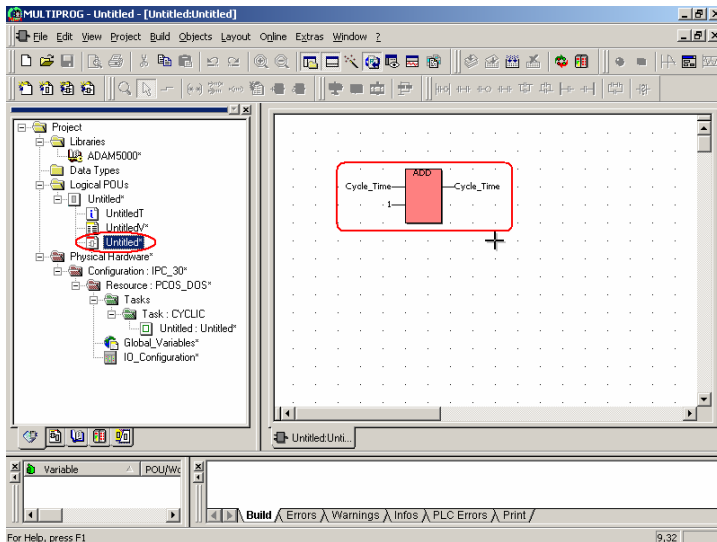 MULTIPROG - Untitled - [Untitled:Untitled]
File Edit View Project Build Objects Layout Online Extras Window ?
Project
Libraries
ADAM5000*
Data Types
Logical POUs
Untitled*
UntitledT
UntitledV*
Untitled*
Physical Hardware*
Configuration : IPC_30*
Resource : PCOS_DOS*
Tasks
Task : CYCLIC
Untitled : Untitled*
Global_Variables*
IO_Configuration*
ADD
Cycle_Time
Cycle_Time
1
Untitled:Unti...
Variable
POU/Wo
Build Errors Warnings Infos PLC Errors Print
For Help, press F1
9,32